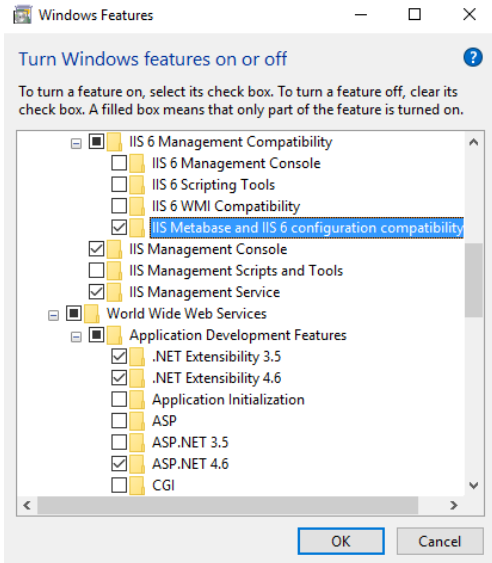 Windows Features
Turn Windows features on or off
To turn a feature on, select its check box. To turn a feature off, clear its
check box. A filled box means that only part of the feature is turned on.
IIS 6 Management Compatibility
IIS 6 Management Console
IIS 6 Scripting Tools
IIS 6 WMI Compatibility
IIS Metabase and IIS 6 configuration compatibility
IIS Management Console
IIS Management Scripts and Tools
IIS Management Service
World Wide Web Services
Application Development Features
.NET Extensibility 3.5
.NET Extensibility 4.6
Application Initialization
ASP
ASP.NET 3.5
ASP.NET 4.6
CGI
OK Cancel